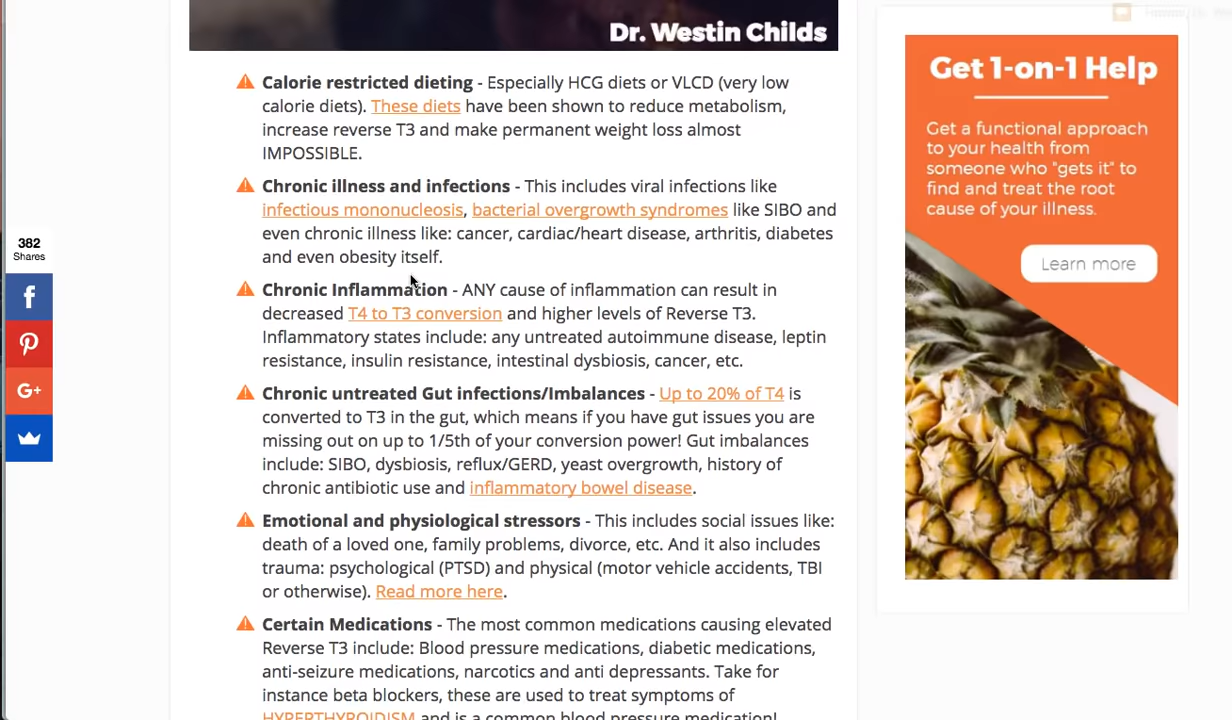 Dr. Westin Childs
Calorie restricted dieting - Especially HCG diets or VLCD (very low
calorie diets). These diets have been shown to reduce metabolism,
increase reverse T3 and make permanent weight loss almost
IMPOSSIBLE.
Chronic illness and infections - This includes viral infections like
infectious mononucleosis, bacterial overgrowth syndromes like SIBO and
even chronic illness like: cancer, cardiac/heart disease, arthritis, diabetes
and even obesity itself.
Chronic Inflammation - ANY cause of inflammation can result in
decreased T4 to T3 conversion and higher levels of Reverse T3.
Inflammatory states include: any untreated autoimmune disease, leptin
resistance, insulin resistance, intestinal dysbiosis, cancer, etc.
Chronic untreated Gut infections/Imbalances - Up to 20% of T4 is
converted to T3 in the gut, which means if you have gut issues you are
missing out on up to 1/5th of your conversion power! Gut imbalances
include: SIBO, dysbiosis, reflux/GERD, yeast overgrowth, history of
chronic antibiotic use and inflammatory bowel disease.
Emotional and physiological stressors - This includes social issues like:
death of a loved one, family problems, divorce, etc. And it also includes
trauma: psychological (PTSD) and physical (motor vehicle accidents, TBI
or otherwise). Read more here.
Certain Medications - The most common medications causing elevated
Reverse T3 include: Blood pressure medications, diabetic medications,
anti-seizure medications, narcotics and anti depressants. Take for
instance beta blockers, these are used to treat symptoms of
HYPERTHYROIDISM and is a common blood pressure medication!
382
Shares
f
G+
Get 1-on-1 Help
Get a functional approach
to your health from
someone who "gets it" to
find and treat the root
cause of your illness.
Learn more